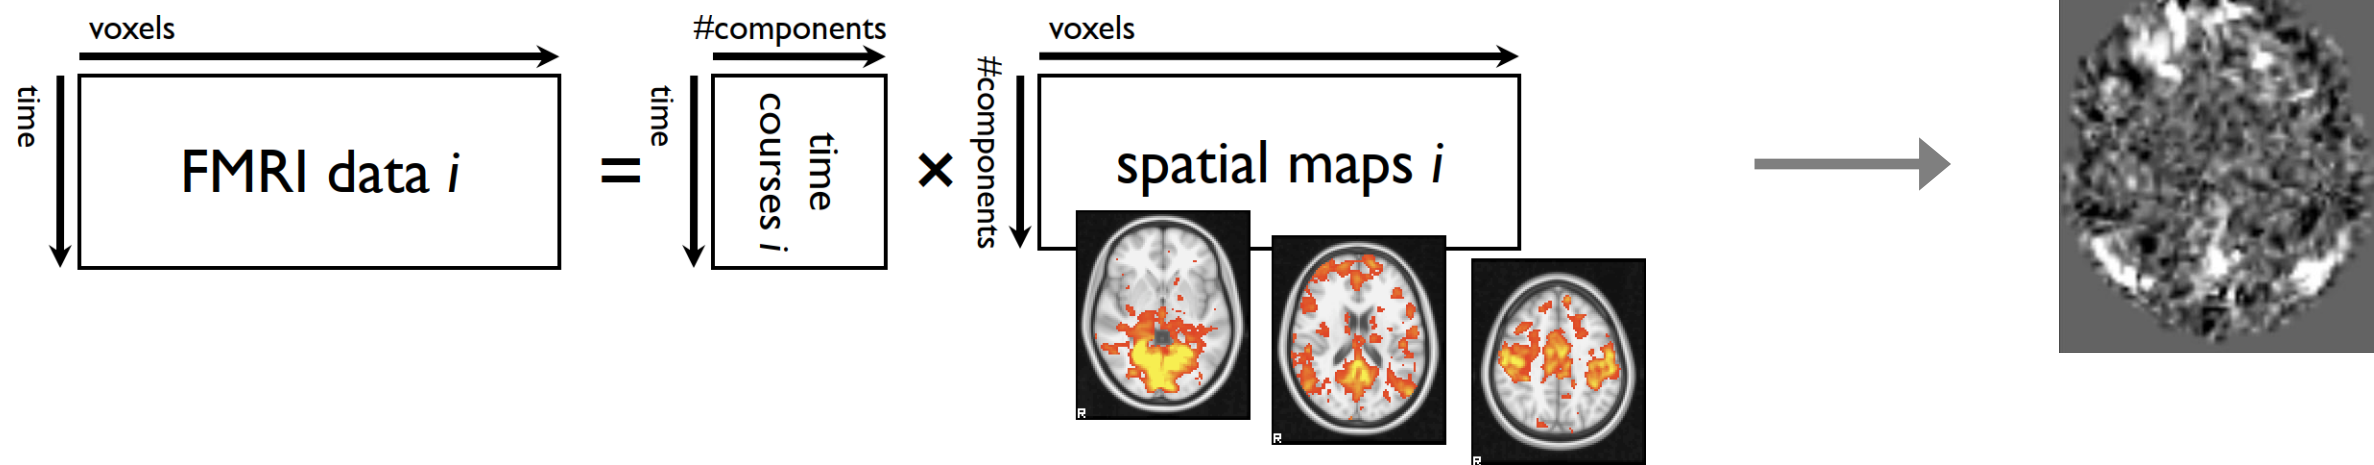 voxels
time
FMRI data i
=
#components
time
time
courses i
×
voxels
#components
spatial maps i
R
R
R